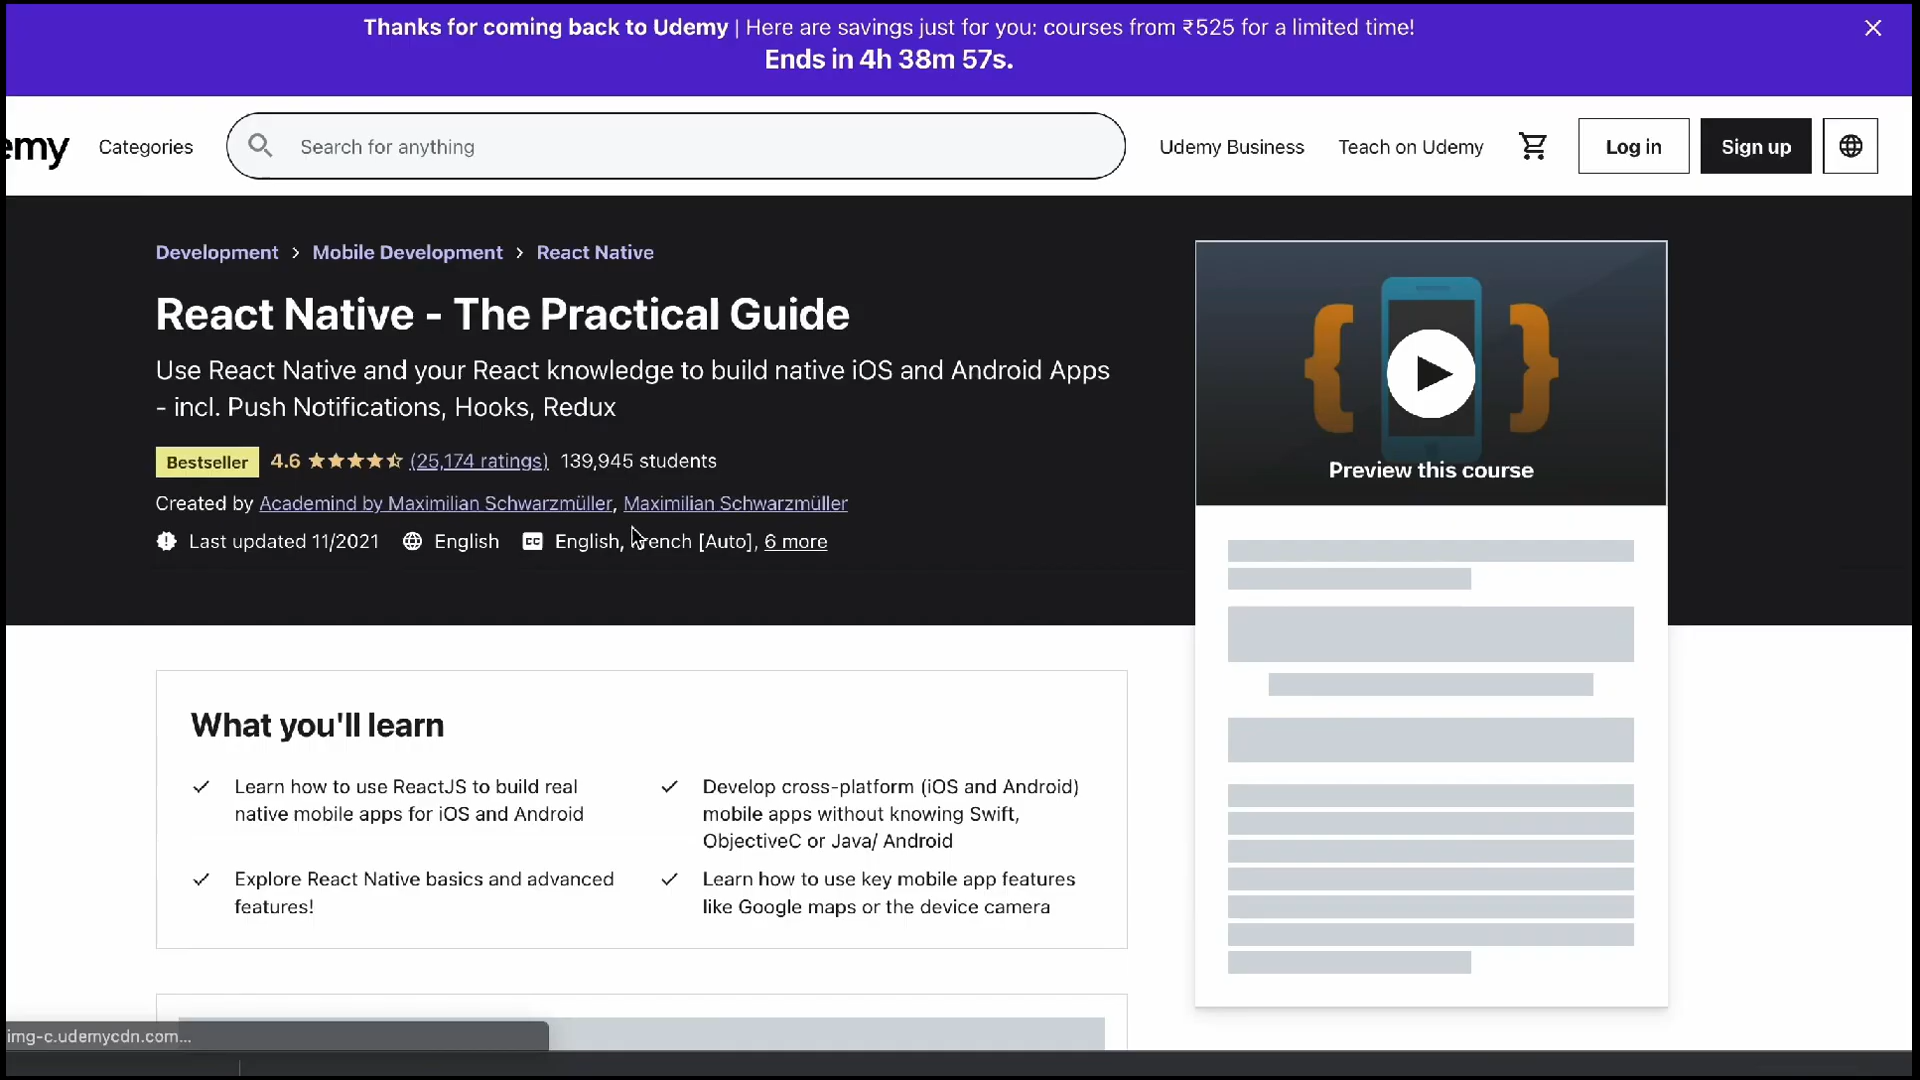 Thanks for coming back to Udemy | Here are savings just for you: courses from ₹525 for a limited time!
Ends in 4h 38m 57s.
emy
Categories
Search for anything
Udemy Business
Teach on Udemy
Log in
Sign up
Development > Mobile Development > React Native
React Native - The Practical Guide
Use React Native and your React knowledge to build native iOS and Android Apps
- incl. Push Notifications, Hooks, Redux
Bestseller 4.6 (25,174 ratings) 139,945 students
Created by Academind by Maximilian Schwarzmüller, Maximilian Schwarzmüller
Last updated 11/2021 English CC English, French [Auto], 6 more
Preview this course
What you'll learn
Learn how to use ReactJS to build real
native mobile apps for iOS and Android
Develop cross-platform (iOS and Android)
mobile apps without knowing Swift,
ObjectiveC or Java/ Android
Explore React Native basics and advanced
features!
Learn how to use key mobile app features
like Google maps or the device camera
img-c.udemycdn.com...